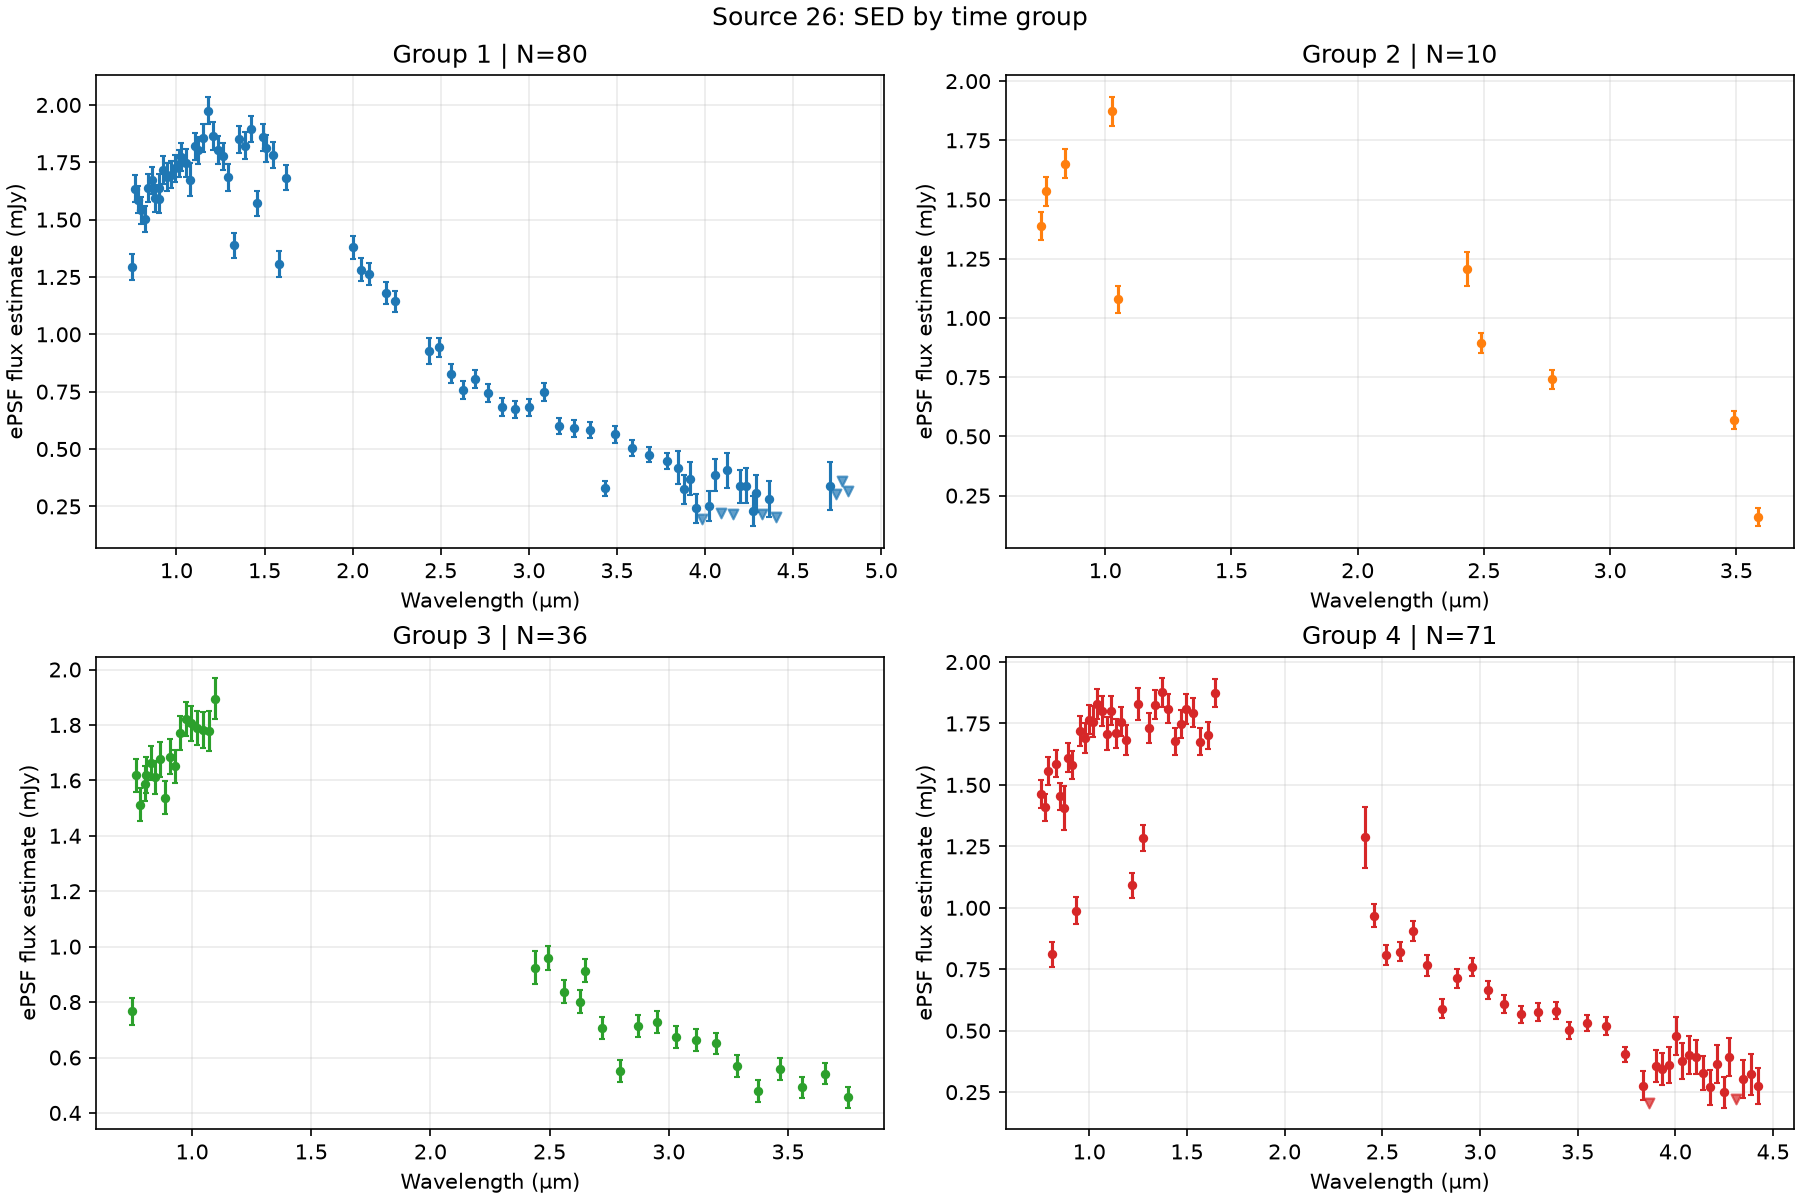 Source 26: SED by time group
Group 1 | N=80
ePSF flux estimate (mJy)
2.00
1.75
1.50
1.25
1.00
0.75
0.50
0.25
1.0 1.5 2.0 2.5 3.0 3.5 4.0 4.5 5.0
Wavelength (μm)
Group 2 | N=10
ePSF flux estimate (mJy)
2.00
1.75
1.50
1.25
1.00
0.75
0.50
0.25
1.0 1.5 2.0 2.5 3.0 3.5
Wavelength (μm)
Group 3 | N=36
ePSF flux estimate (mJy)
2.0
1.8
1.6
1.4
1.2
1.0
0.8
0.6
0.4
1.0 1.5 2.0 2.5 3.0 3.5
Wavelength (μm)
Group 4 | N=71
ePSF flux estimate (mJy)
2.00
1.75
1.50
1.25
1.00
0.75
0.50
0.25
1.0 1.5 2.0 2.5 3.0 3.5 4.0 4.5
Wavelength (μm)